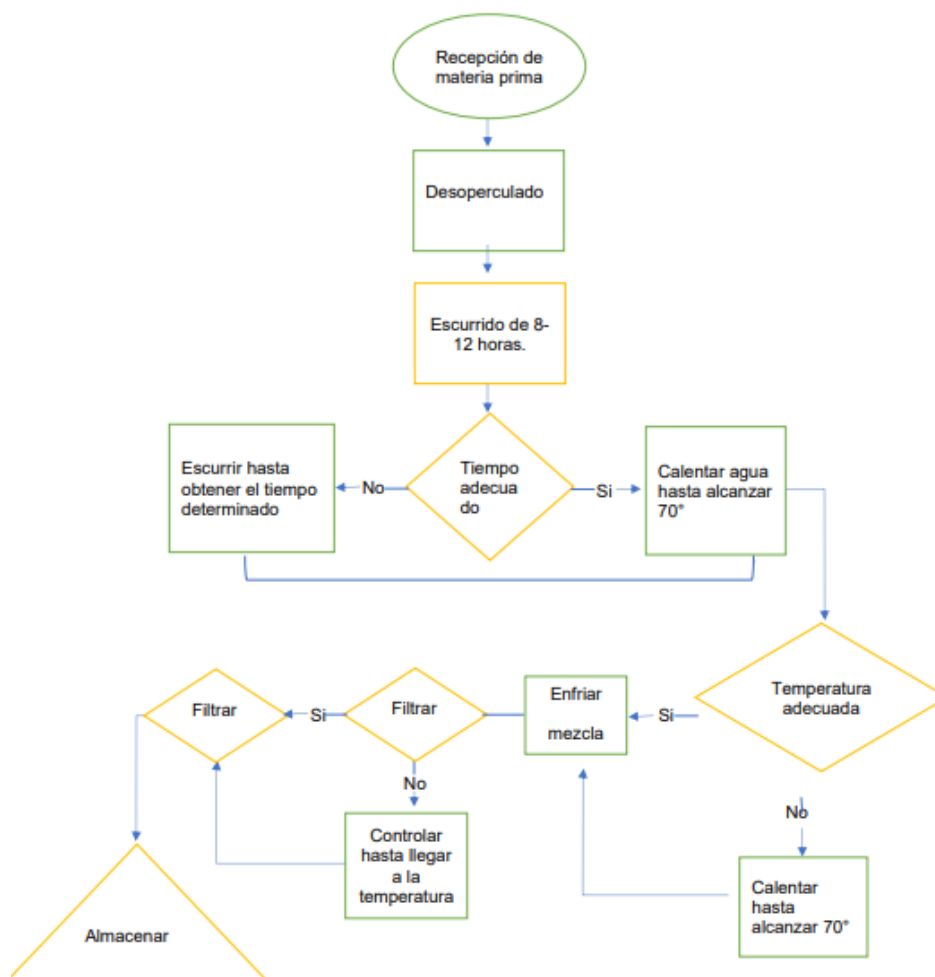 Recepción de
materia prima
Desoperculado
Escurrido de 8-
12 horas.
Escurrir hasta
obtener el tiempo
determinado
No
Tiempo
adecua
do
Si
Calentar agua
hasta alcanzar
70°
Temperatura
adecuada
Si
Enfriar
mezcla
Filtrar
Si
Filtrar
No
Controlar
hasta llegar
a la
temperatura
No
Calentar
hasta
alcanzar 70°
Almacenar